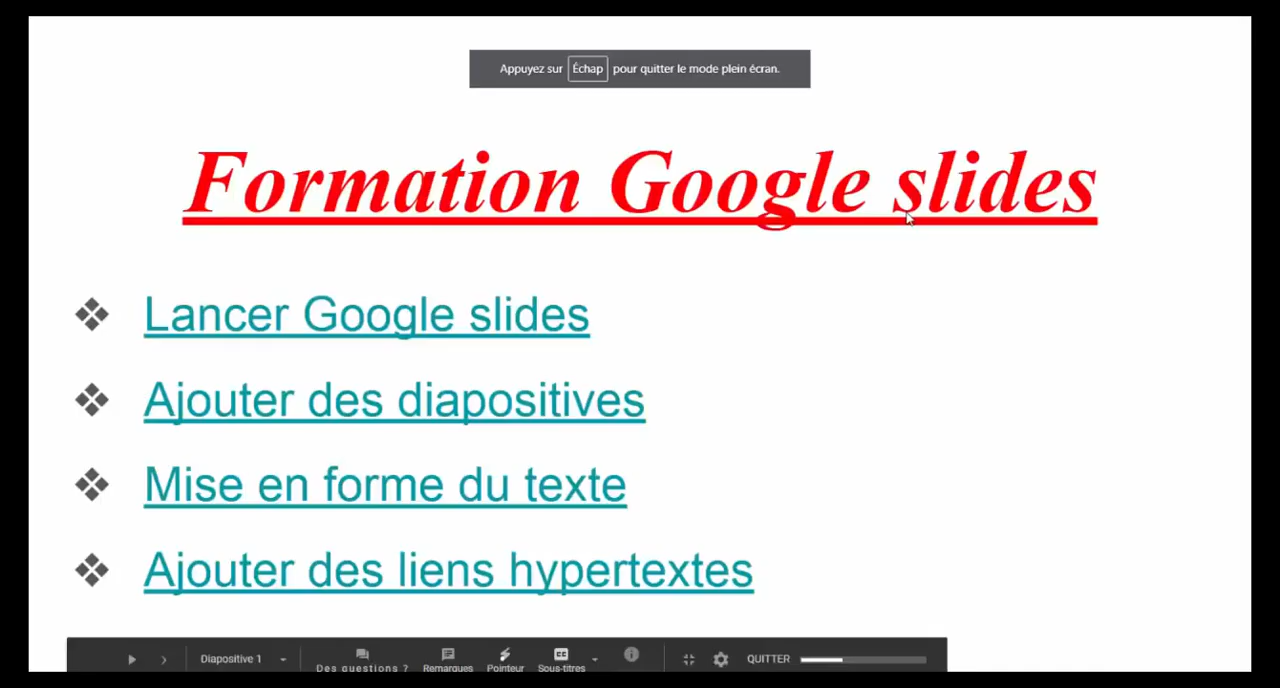 Appuyez sur Échap pour quitter le mode plein écran.
Formation Google slides
Lancer Google slides
Ajouter des diapositives
Mise en forme du texte
Ajouter des liens hypertextes
Diapositive 1 Des questions ? Remarques Pointeur Sous-titres QUITTER